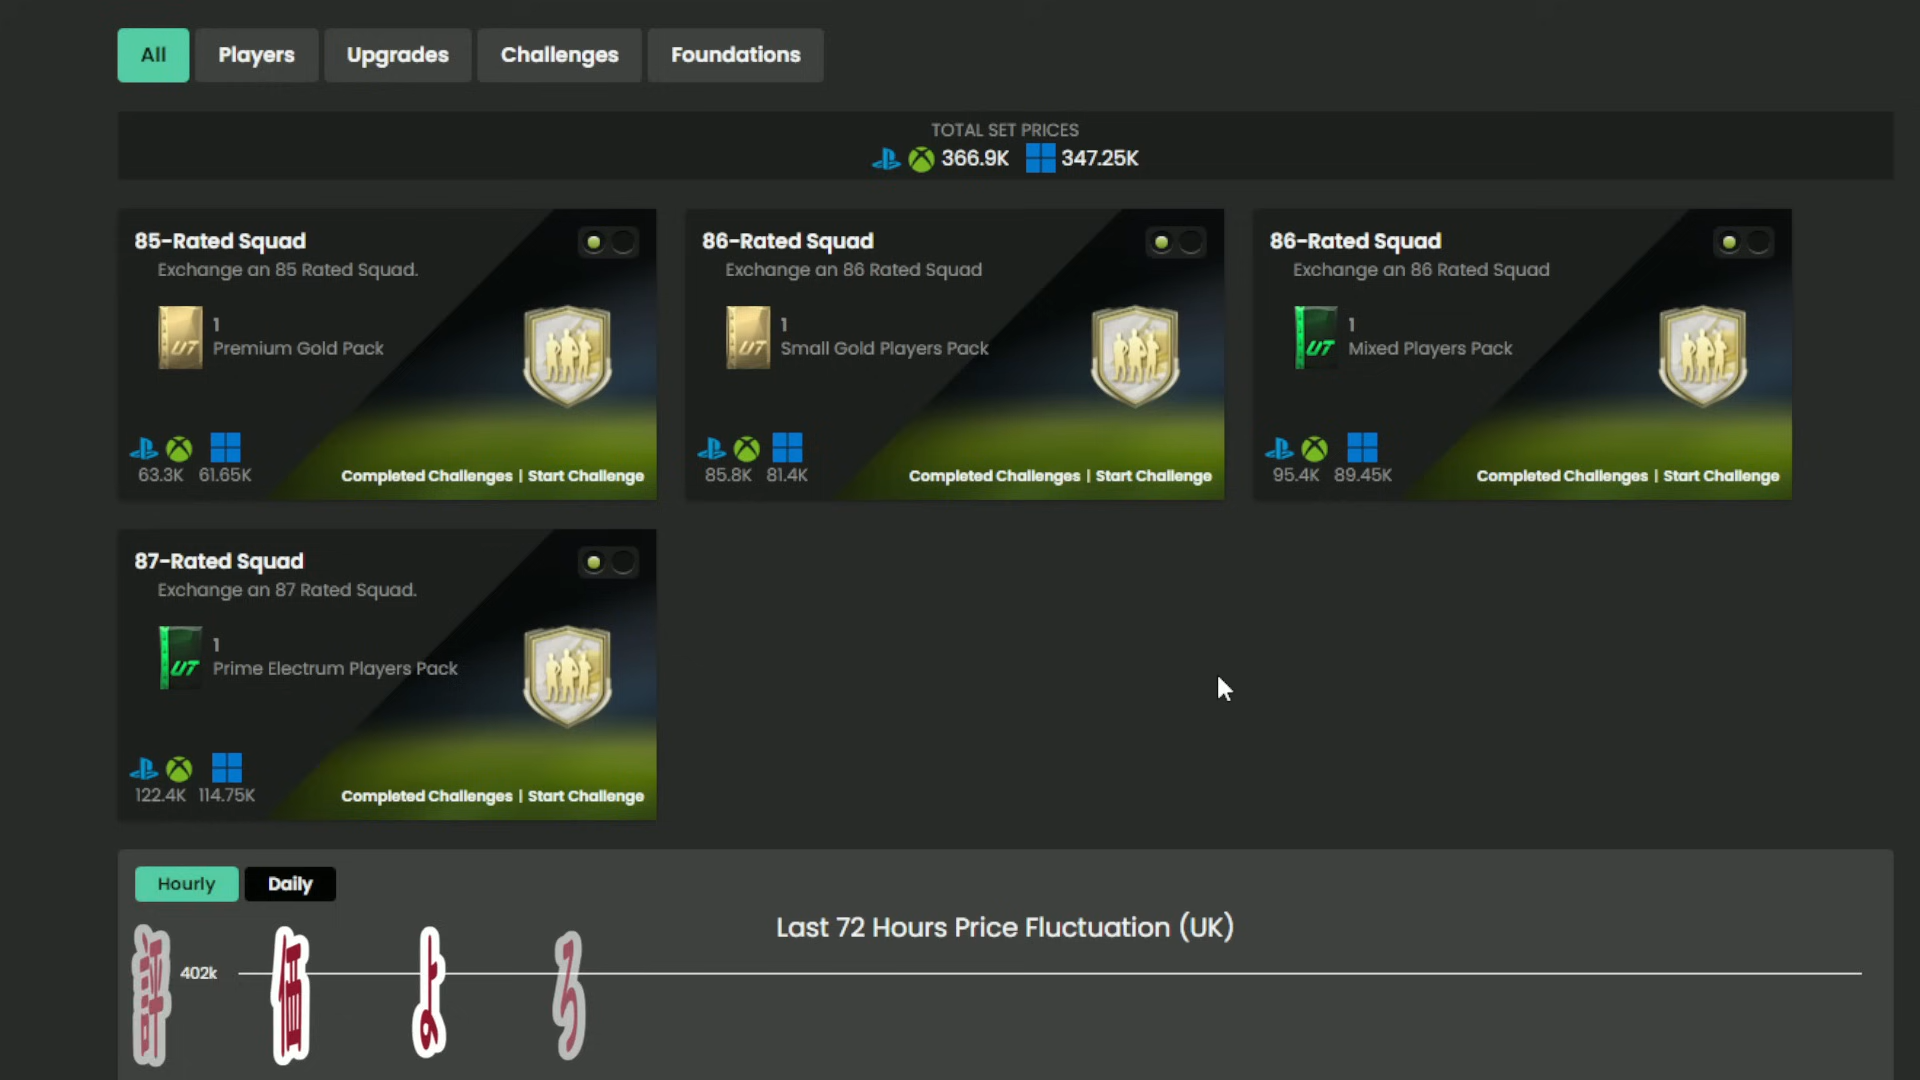 All
Players
Upgrades
Challenges
Foundations
TOTAL SET PRICES
366.9K 347.25K
85-Rated Squad
Exchange an 85 Rated Squad.
UT
1
Premium Gold Pack
63.3K 61.65K
Completed Challenges | Start Challenge
86-Rated Squad
Exchange an 86 Rated Squad
UT
1
Small Gold Players Pack
85.8K 81.4K
Completed Challenges | Start Challenge
86-Rated Squad
Exchange an 86 Rated Squad
UT
1
Mixed Players Pack
95.4K 89.45K
Completed Challenges | Start Challenge
87-Rated Squad
Exchange an 87 Rated Squad.
UT
1
Prime Electrum Players Pack
122.4K 114.75K
Completed Challenges | Start Challenge
Hourly
Daily
Last 72 Hours Price Fluctuation (UK)
402k
評価よろ